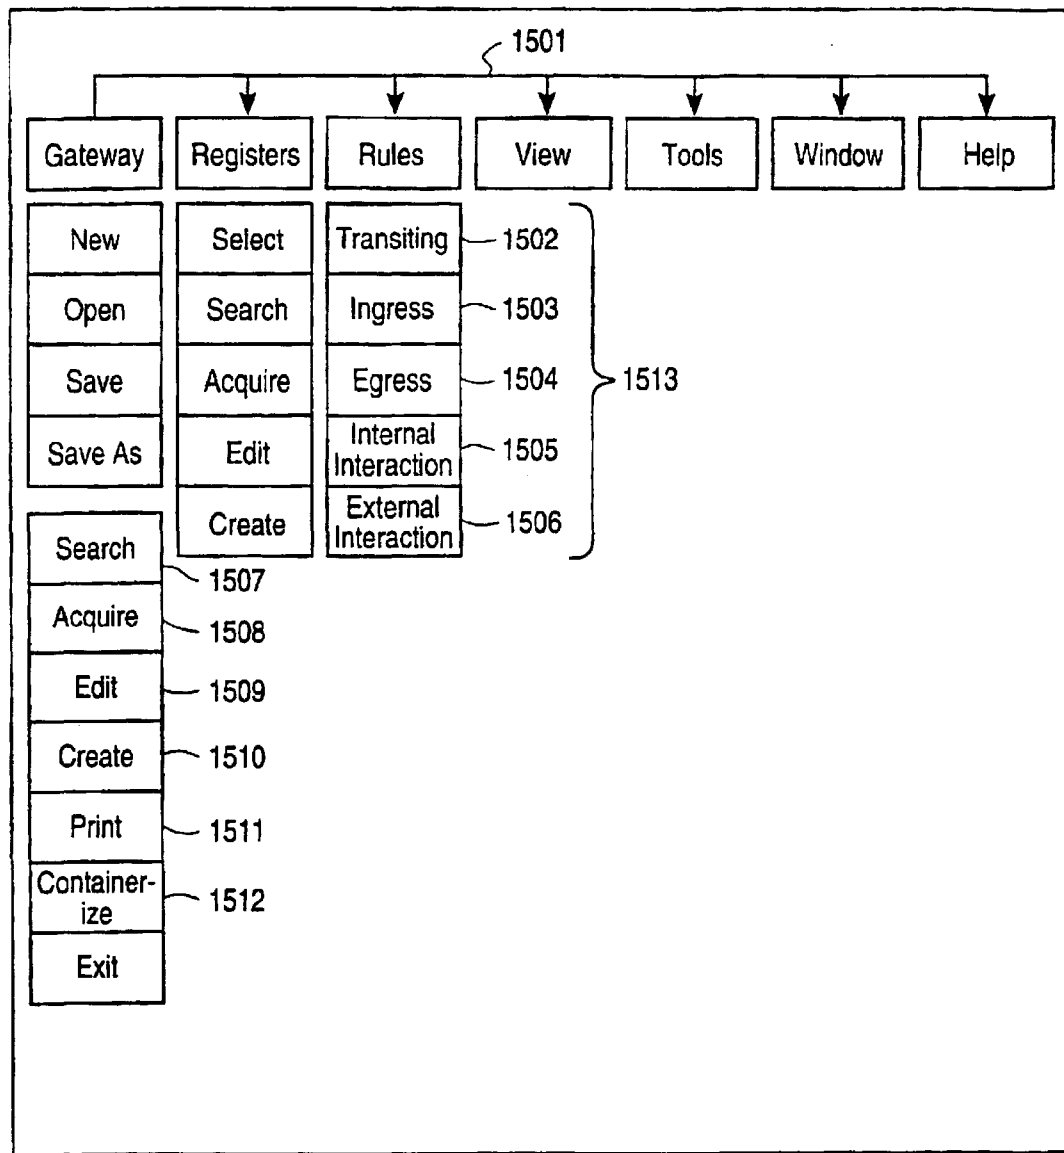 1501
Gateway
Registers
Rules
View
Tools
Window
Help
New
Select
Transiting
1502
Open
Search
Ingress
1503
Save
Acquire
Egress
1504
1513
Save As
Edit
Internal
Interaction
1505
Create
External
Interaction
1506
Search
1507
Acquire
1508
Edit
1509
Create
1510
Print
1511
Container-
ize
1512
Exit